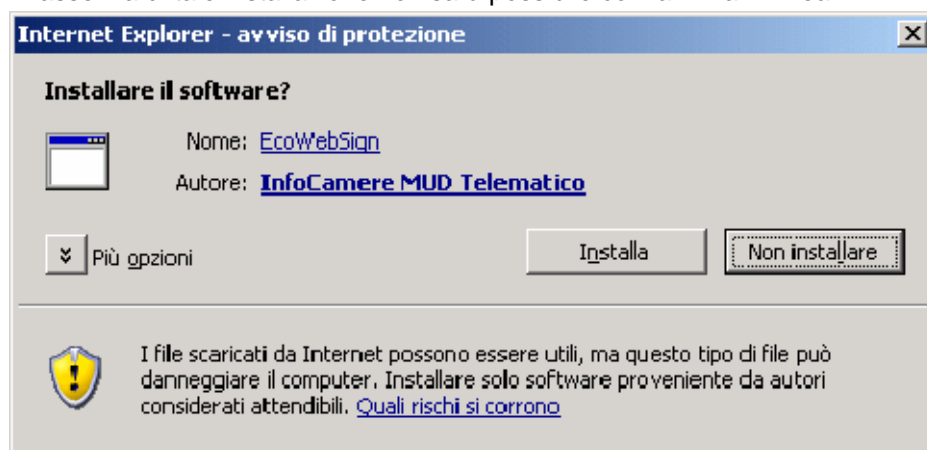 Internet Explorer - avviso di protezione
Installare il software?
Nome: EcoWebSign
Autore: InfoCamere MUD Telematico
Più opzioni
Installa
Non installare
I file scaricati da Internet possono essere utili, ma questo tipo di file può
danneggiare il computer. Installare solo software proveniente da autori
considerati attendibili. Quali rischi si corrono